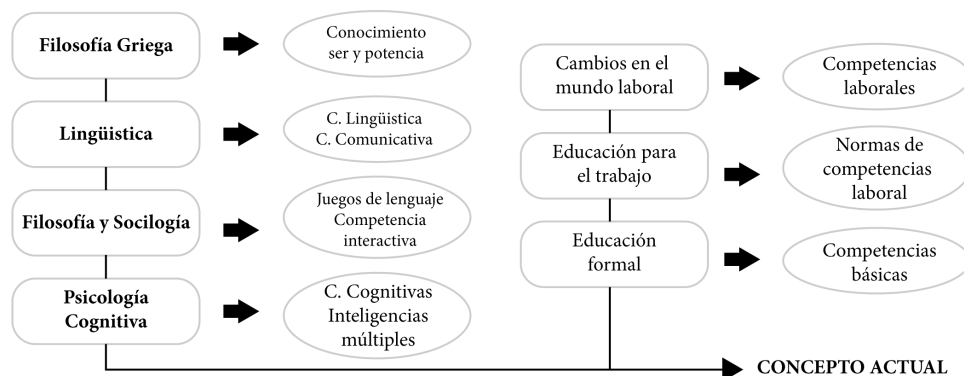 Filosofía Griega
Conocimiento
ser y potencia
Lingüistica
C. Lingüistica
C. Comunicativa
Filosofía y Socilogía
Juegos de lenguaje
Competencia
interactiva
Psicología
Cognitiva
C. Cognitivas
Inteligencias
múltiples
Cambios en el
mundo laboral
Competencias
laborales
Educación para
el trabajo
Normas de
competencias
laboral
Educación
formal
Competencias
básicas
CONCEPTO ACTUAL